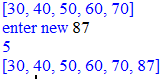 [30, 40, 50, 60, 70]
enter new 87
5
[30, 40, 50, 60, 70, 87]